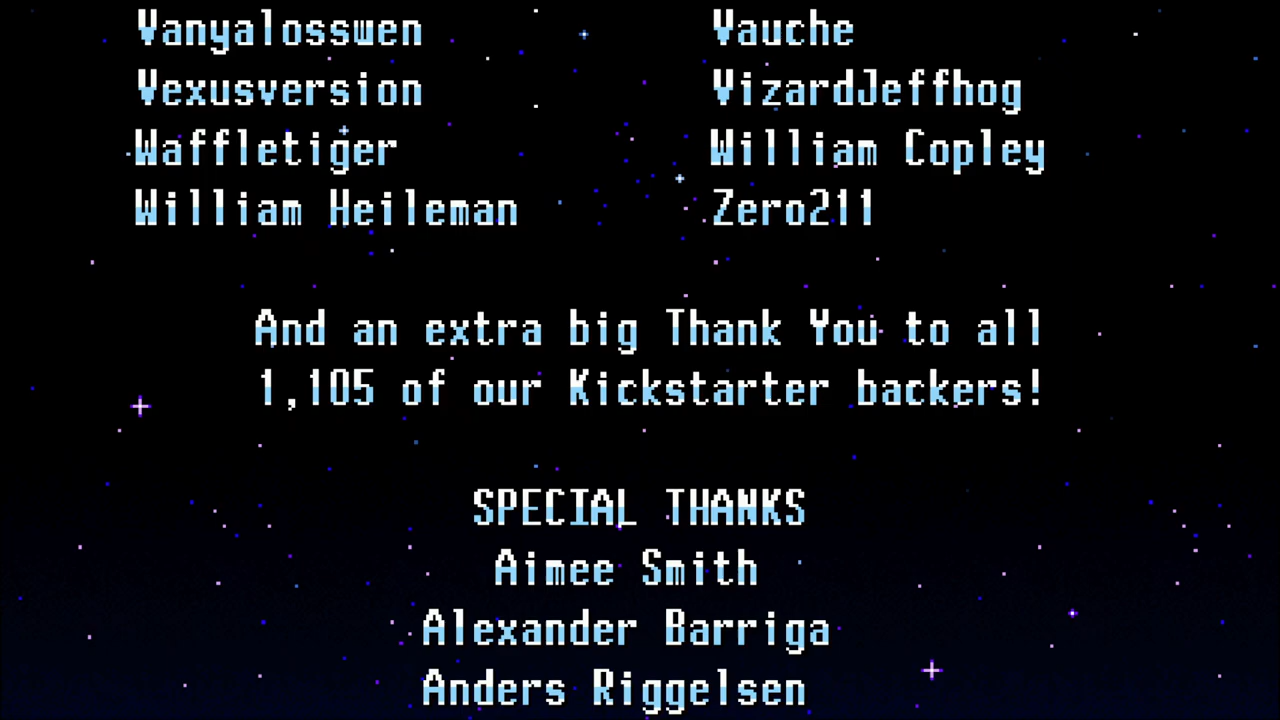 Vanyalosswen Vauche
Vexusversion VizardJeffhog
Waffletiger William Copley
William Heileman Zero211
And an extra big Thank You to all
1,105 of our Kickstarter backers!
SPECIAL THANKS
Aimee Smith
Alexander Barriga
Anders Riggelsen